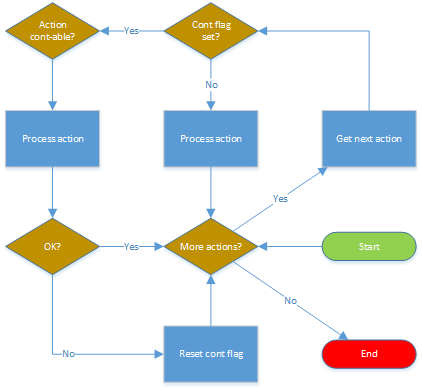 Action
cont-able?
Yes
Cont flag
set?
No
Process action
Process action
Get next action
Yes
OK?
Yes
More actions?
Start
No
No
Reset cont flag
End